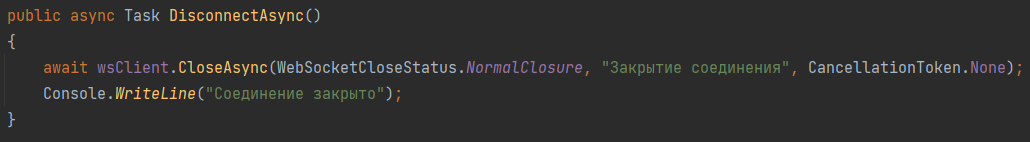 public async Task DisconnectAsync()
{
    await wsClient.CloseAsync(WebSocketCloseStatus.NormalClosure, "Закрытие соединения", CancellationToken.None);
    Console.WriteLine("Соединение закрыто");
}